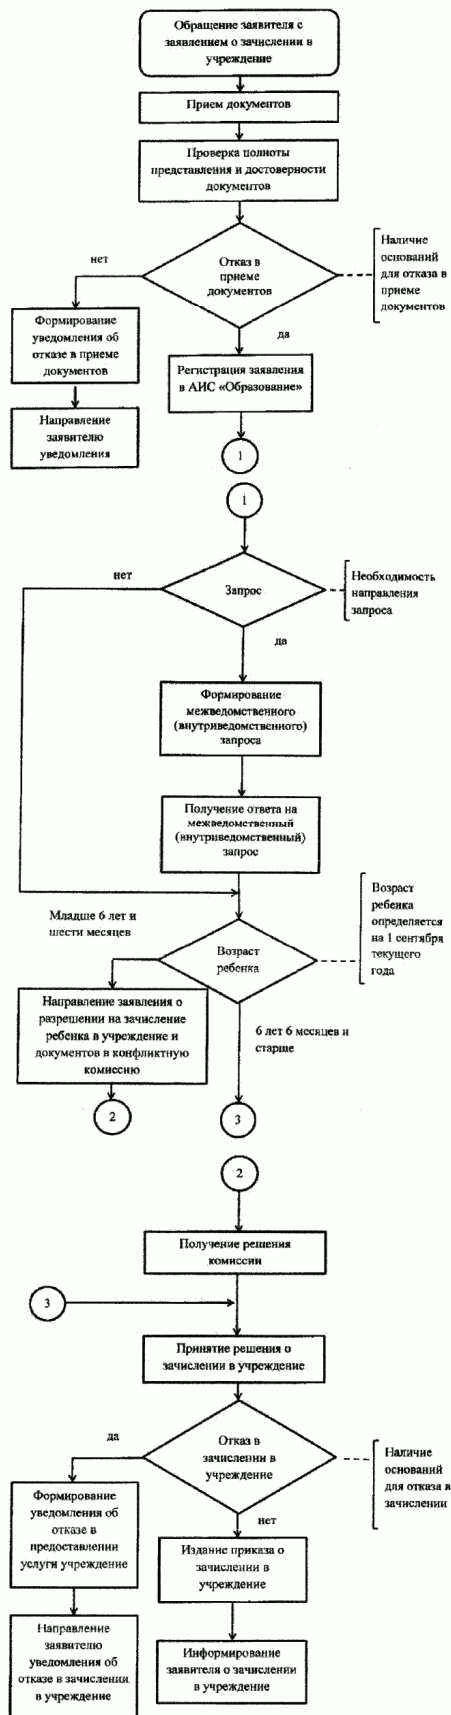 Обращение заявителя с
заявлением о зачислении в
учреждение
Прием документов
Проверка полноты
представления и достоверности
документов
нет
Отказ в
приеме
документов
Наличие
оснований
для отказа в
приеме
документов
Формирование
уведомления об
отказе в приеме
документов
да
Регистрация заявления
в АИС «Образование»
Направление
заявителю
уведомления
1
1
нет
Запрос
Необходимость
направления
запроса
да
Формирование
межведомственного
(внутриведомственного)
запроса
Получение ответа на
межведомственный
(внутриведомственный)
запрос
Младше 6 лет и
шести месяцев
Возраст
ребенка
Возраст
ребенка
определяется
на 1 сентября
текущего
года
Направление заявления о
разрешении на зачисление
ребенка в учреждение и
документов в конфликтную
комиссию
6 лет 6 месяцев и
старше
2
3
2
Получение решения
комиссии
3
Принятие решения о
зачислении в учреждение
да
Отказ в
зачислении в
учреждение
Наличие
оснований
для отказа в
зачислении
Формирование
уведомления об
отказе в
предоставлении
услуги учреждение
нет
Издание приказа о
зачислении в
учреждение
Направление
заявителю
уведомления об
отказе в зачислении
в учреждение
Информирование
заявителя о зачислении
в учреждение